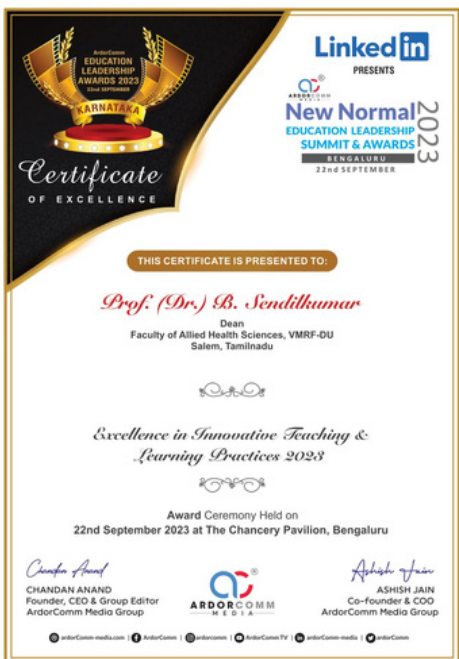 ArdorComm
EDUCATION
LEADERSHIP
AWARDS 2023
22nd SEPTEMBER
KARNATAKA
Certificate
OF EXCELLENCE
Linked in
PRESENTS
ARDORCOMM
MEDIA
New Normal
EDUCATION LEADERSHIP
SUMMIT & AWARDS
BENGALURU
22nd SEPTEMBER
2023
THIS CERTIFICATE IS PRESENTED TO:
Prof. (Dr.) B. Sendilkumar
Dean
Faculty of Allied Health Sciences, VMRF-DU
Salem, Tamilnadu
Excellence in Innovative Teaching &
Learning Practices 2023
Award Ceremony Held on
22nd September 2023 at The Chancery Pavilion, Bengaluru
Chandan Anand
CHANDAN ANAND
Founder, CEO & Group Editor
ArdorComm Media Group
®
ARDORCOMM
MEDIA
Ashish Jain
ASHISH JAIN
Co-founder & COO
ArdorComm Media Group
ardorComm-media.com | ArdorComm | @ardorcomm | ArdorComm TV | ardorcomm-media | ardorComm